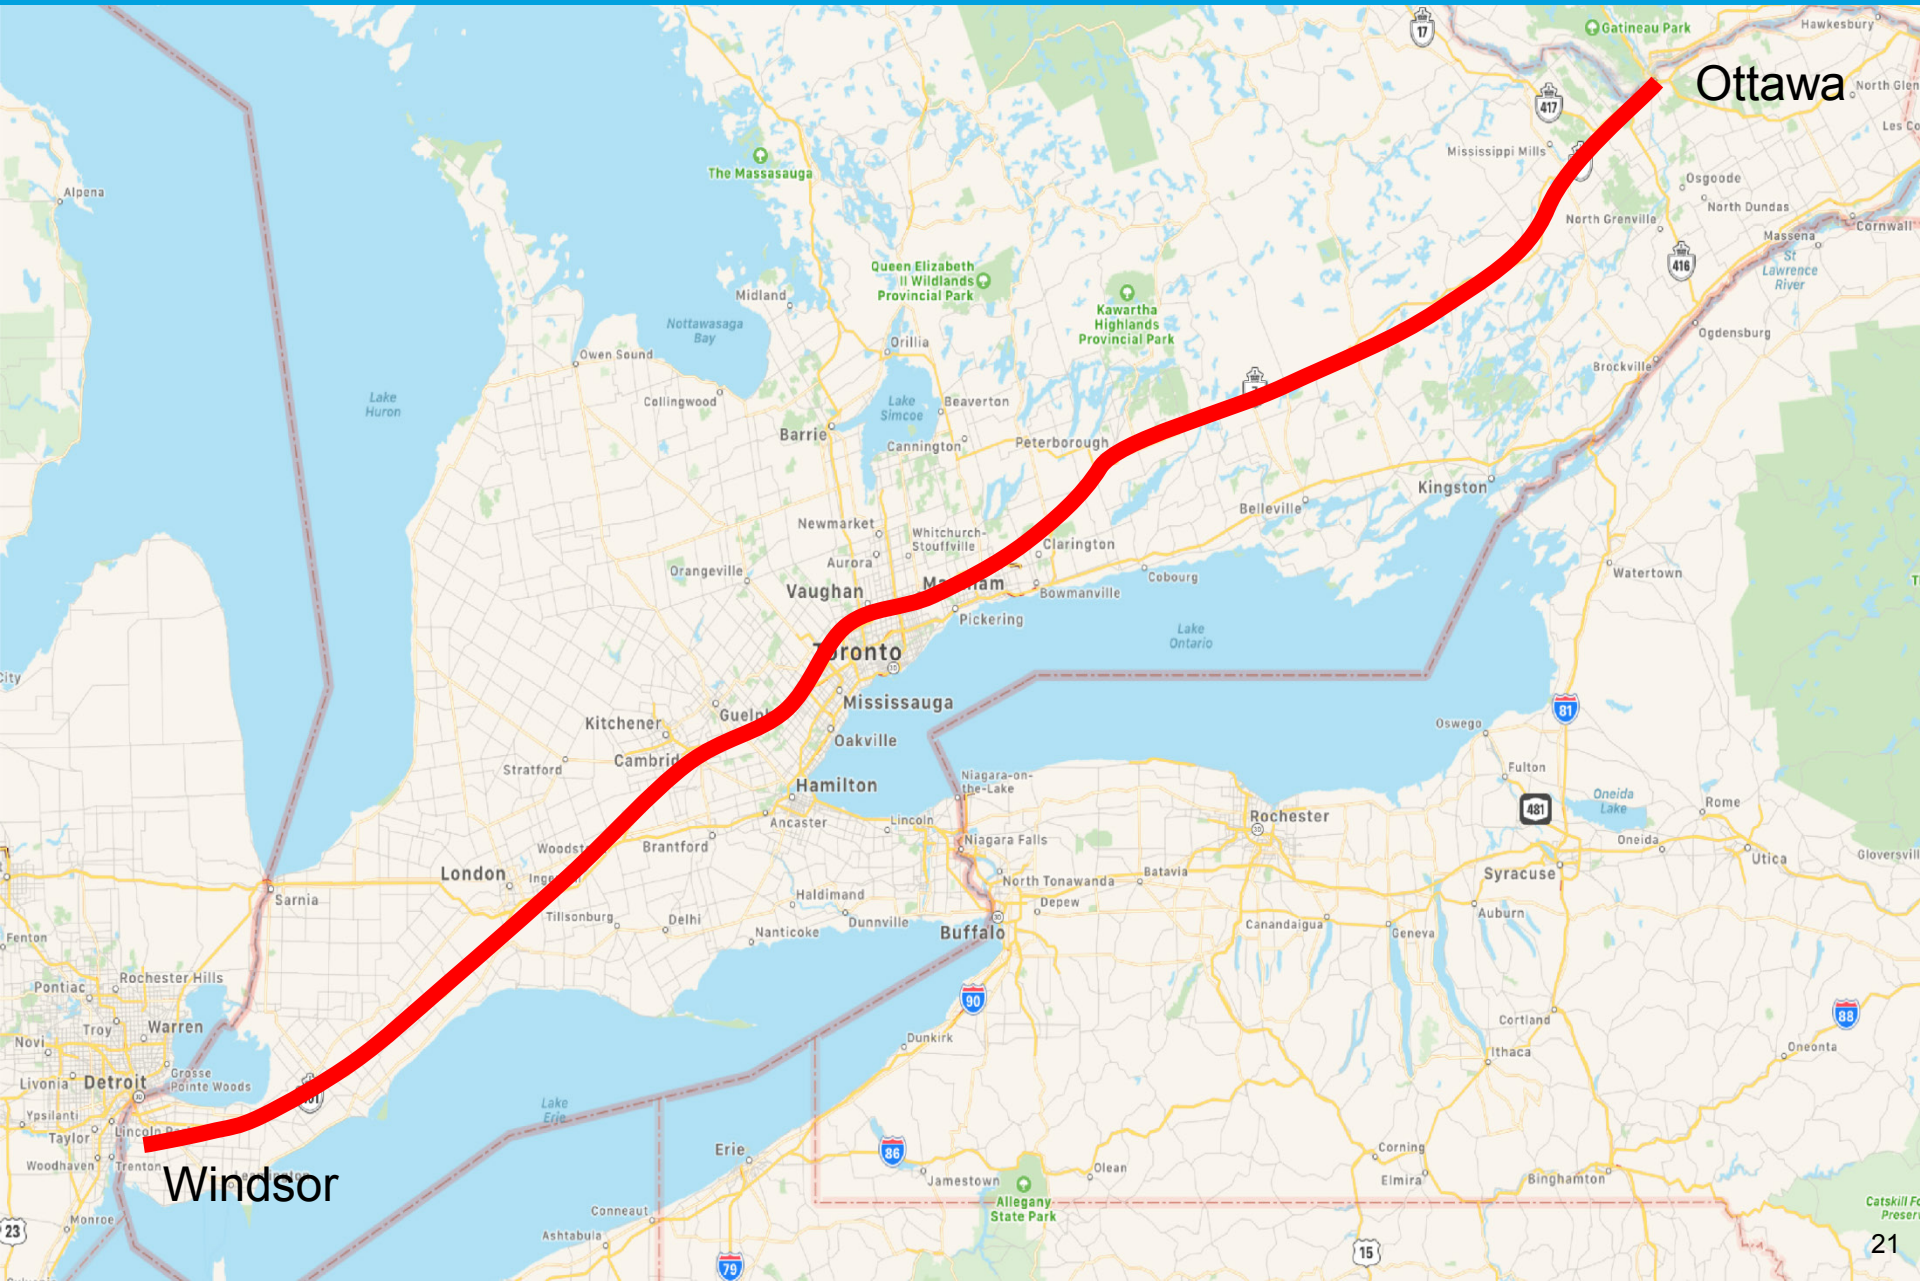 17
Gatineau Park
Hawkesbury
Ottawa
North Glen
417
Les Co
Mississippi Mills
The Massasauga
Alpena
Osgoode
North Dundas
North Grenville
Cornwall
Massena
416
St
Lawrence
River
Queen Elizabeth
II Wildlands
Provincial Park
Midland
Kawartha
Highlands
Provincial Park
Nottawasaga
Bay
Orillia
Ogdensburg
Owen Sound
Brockville
Lake
Huron
Collingwood
Lake
Simcoe
Beaverton
7
Barrie
Cannington
Peterborough
Kingston
Belleville
Newmarket
Whitchurch-
Stouffville
Clarington
Aurora
Orangeville
Vaughan
Cobourg
Bowmanville
Watertown
Pickering
Lake
Ontario
Toronto
City
Mississauga
Guelph
81
Kitchener
Oswego
Oakville
Stratford
Fulton
Niagara-on-
the-Lake
Hamilton
Oneida
Lake
Rome
481
Rochester
Ancaster
Lincoln
Niagara Falls
Oneida
Brantford
Utica
Gloversvill
London
Syracuse
Batavia
North Tonawanda
Sarnia
Haldimand
Depew
Auburn
Tillsonburg
Delhi
Dunnville
Canandaigua
Nanticoke
Buffalo
Geneva
Fenton
Rochester Hills
Pontiac
90
88
Troy
Warren
Cortland
Novi
Dunkirk
Oneonta
Ithaca
Grosse
Pointe Woods
Livonia
Detroit
Lake
Erie
Ypsilanti
Taylor
Erie
86
Corning
Woodhaven
Trenton
Olean
Windsor
Jamestown
Elmira
Binghamton
Allegany
State Park
Catskill Fo
Preser
Conneaut
Monroe
23
Ashtabula
15
21
79